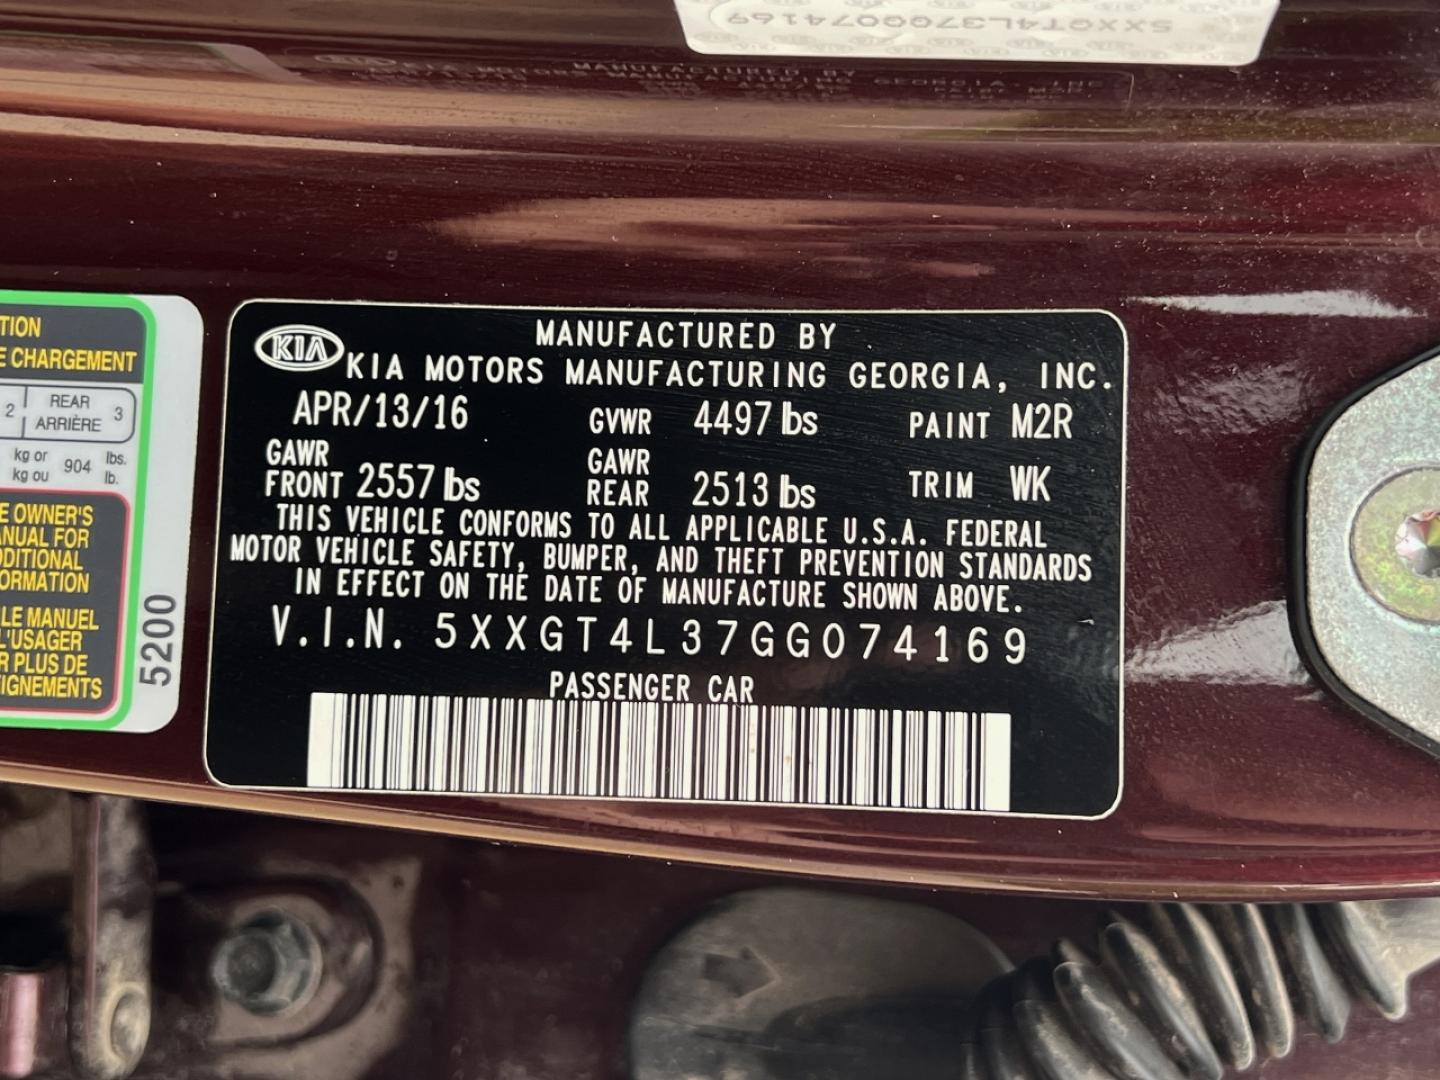 5XXGT4L37GG074169
MANUFACTURED BY
KIA MOTORS MANUFACTURING GEORGIA, INC.
KIA
APR/13/16 GVWR 4497 lbs PAINT M2R
GAWR FRONT 2557 lbs GAWR REAR 2513 lbs TRIM WK
THIS VEHICLE CONFORMS TO ALL APPLICABLE U.S.A. FEDERAL
MOTOR VEHICLE SAFETY, BUMPER, AND THEFT PREVENTION STANDARDS
IN EFFECT ON THE DATE OF MANUFACTURE SHOWN ABOVE.
V.I.N. 5XXGT4L37GG074169
PASSENGER CAR
TION
E CHARGEMENT
2 REAR ARRIÈRE 3
kg or kg ou 904 lbs. lb.
E OWNER'S
ANUAL FOR
DDITIONAL
FORMATION
LE MANUEL
L'USAGER
R PLUS DE
EIGNEMENTS
5200